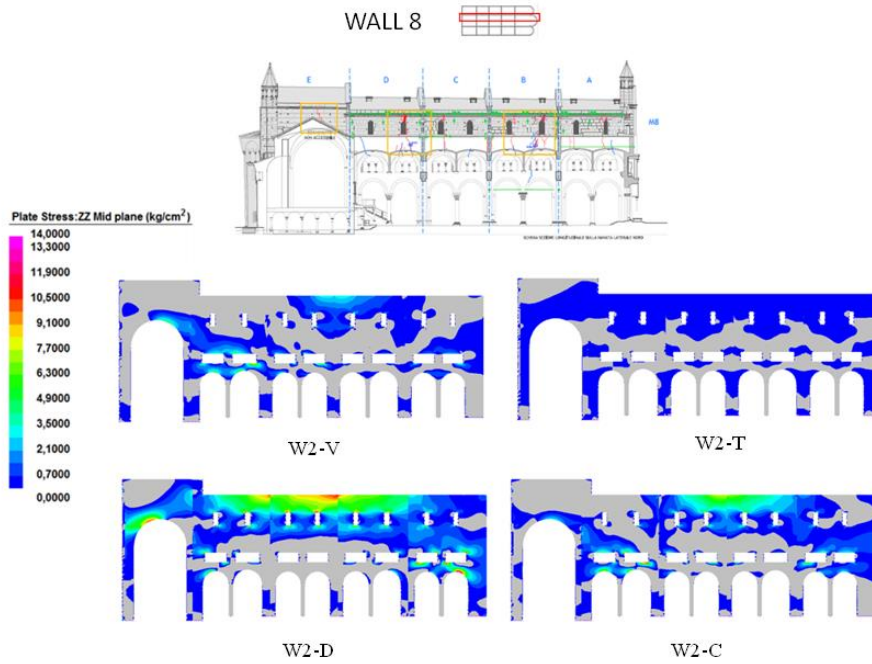 WALL 8
E D C B A
M8
NON ACCESSIBILE
Plate Stress:ZZ Mid plane (kg/cm²)
14,0000
13,3000
11,9000
10,5000
9,1000
7,7000
6,3000
4,9000
3,5000
2,1000
0,7000
0,0000
W2-V
W2-T
W2-D
W2-C